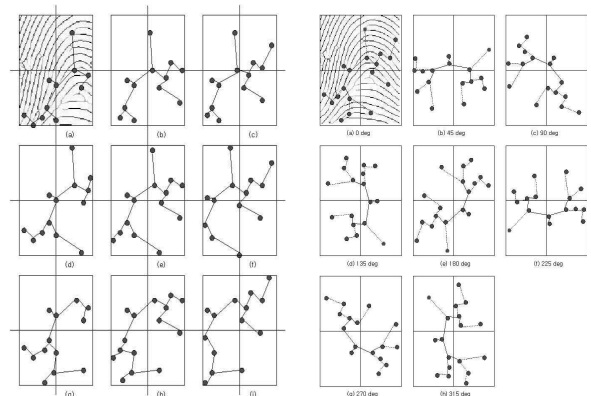 (a) (b) (c)
(a) 0 deg (b) 45 deg (c) 90 deg
(d) (e) (f)
(d) 135 deg (e) 180 deg (f) 225 deg
(g) (h) (i)
(g) 270 deg (h) 315 deg